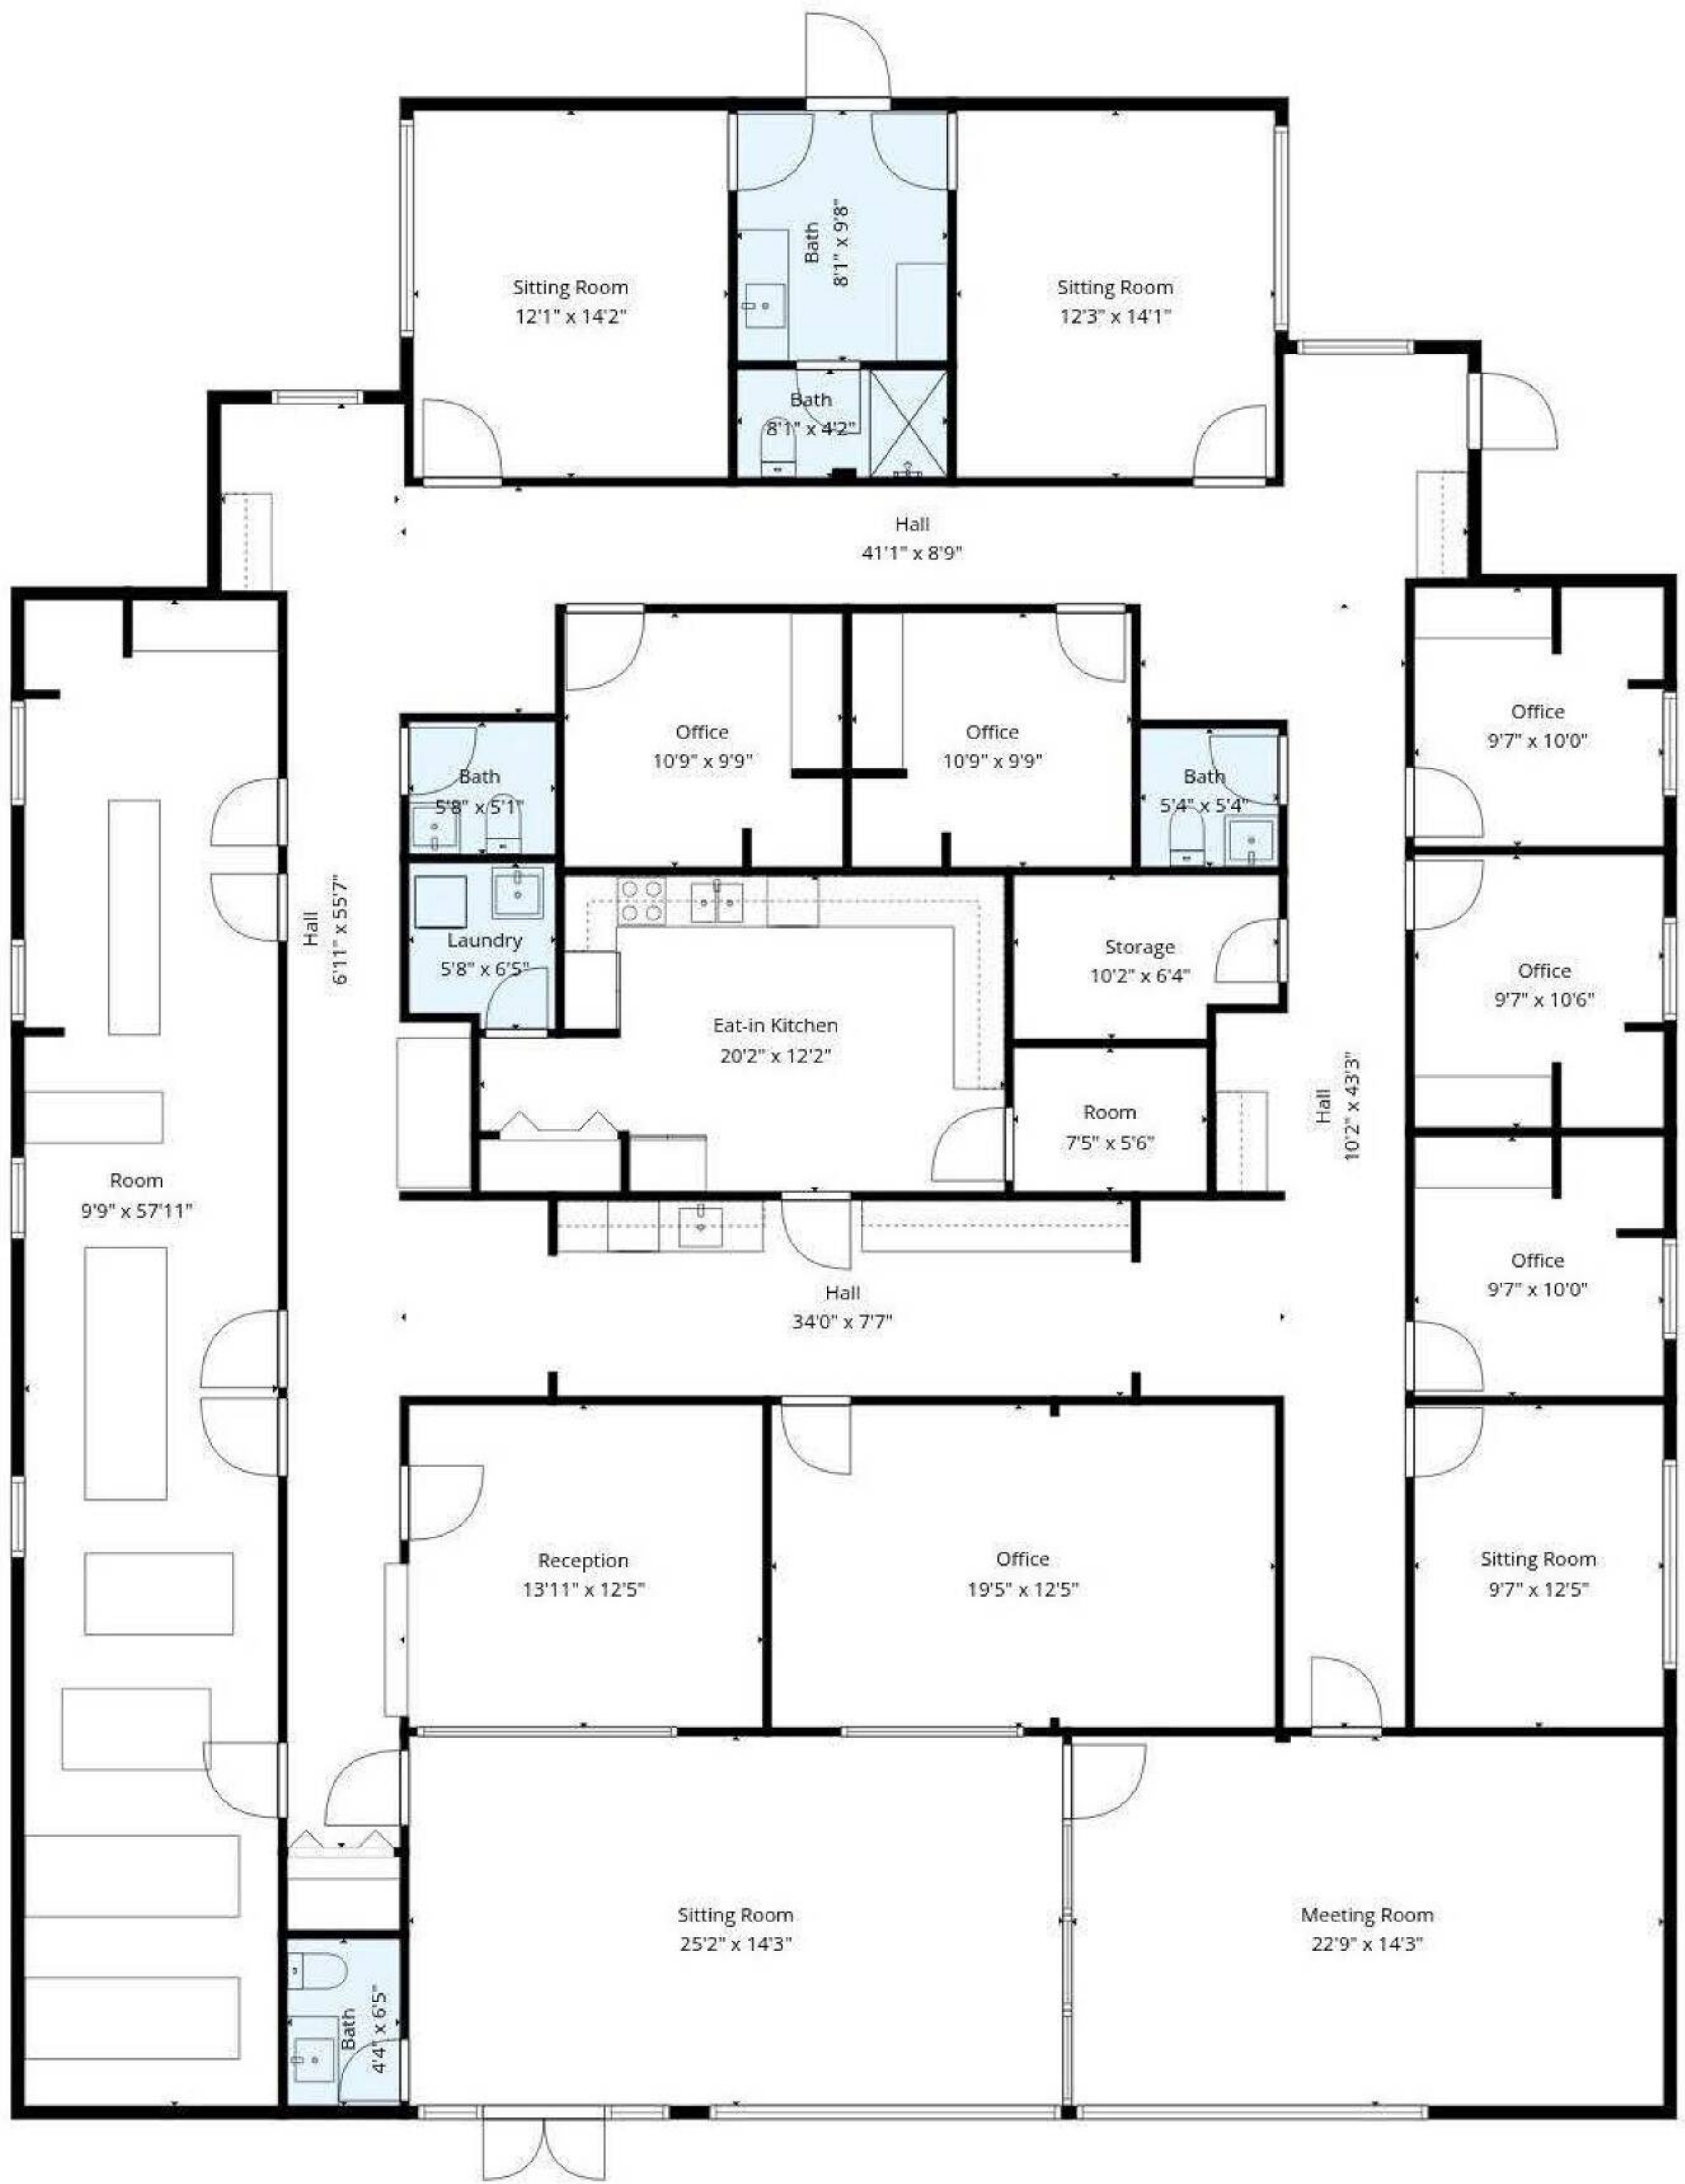 Bath
8'1" x 9'8"
Sitting Room
12'1" x 14'2"
Sitting Room
12'3" x 14'1"
Bath
8'1" x 4'2"
Hall
41'1" x 8'9"
Office
9'7" x 10'0"
Office
10'9" x 9'9"
Office
10'9" x 9'9"
Bath
5'8" x 5'1"
Bath
5'4" x 5'4"
Hall
6'11" x 55'7"
Laundry
5'8" x 6'5"
Storage
10'2" x 6'4"
Office
9'7" x 10'6"
Eat-in Kitchen
20'2" x 12'2"
Room
7'5" x 5'6"
Hall
10'2" x 43'3"
Room
9'9" x 57'11"
Office
9'7" x 10'0"
Hall
34'0" x 7'7"
Reception
13'11" x 12'5"
Office
19'5" x 12'5"
Sitting Room
9'7" x 12'5"
Sitting Room
25'2" x 14'3"
Meeting Room
22'9" x 14'3"
Bath
4'4" x 6'5"